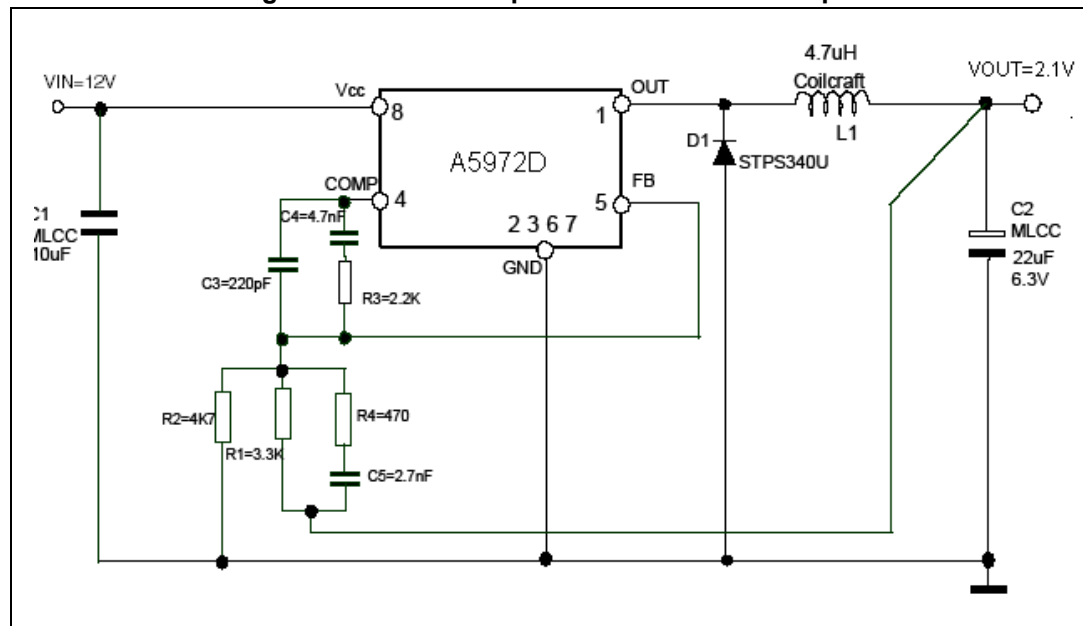 VIN=12V
Vcc
8
OUT
1
4.7uH
Coilcraft
L1
VOUT=2.1V
A5972D
D1
STPS340U
COMP
4
FB
5
2 3 6 7
GND
C4=4.7nF
C3=220pF
R3=2.2K
C2
MLCC
22uF
6.3V
R2=4K7
R1=3.3K
R4=470
C5=2.7nF